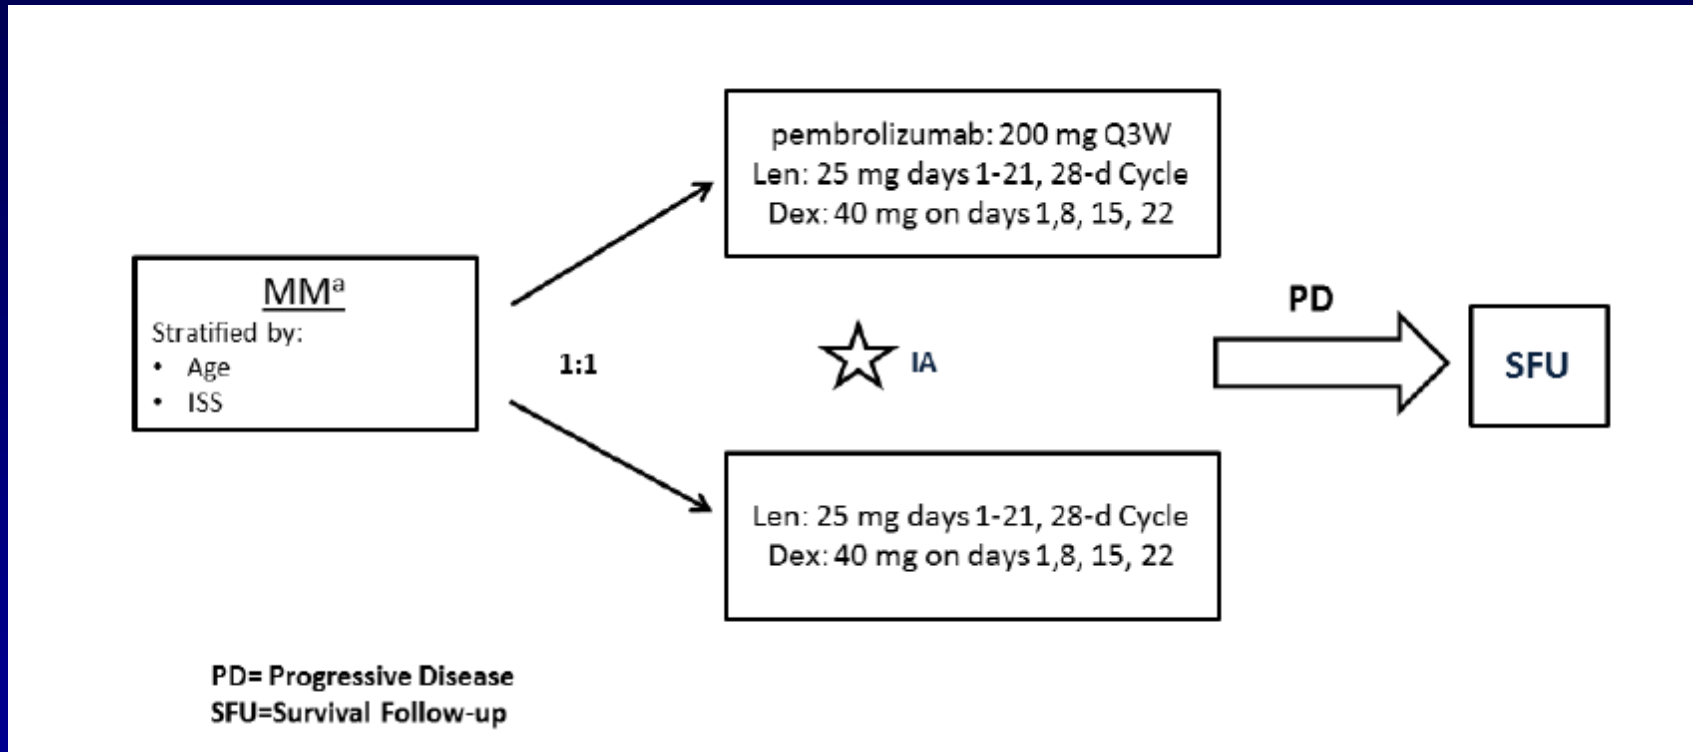 pembrolizumab: 200 mg Q3W
Len: 25 mg days 1-21, 28-d Cycle
Dex: 40 mg on days 1,8, 15, 22
MMᵃ
Stratified by:
• Age
• ISS
1:1
IA
PD
SFU
Len: 25 mg days 1-21, 28-d Cycle
Dex: 40 mg on days 1,8, 15, 22
PD= Progressive Disease
SFU=Survival Follow-up